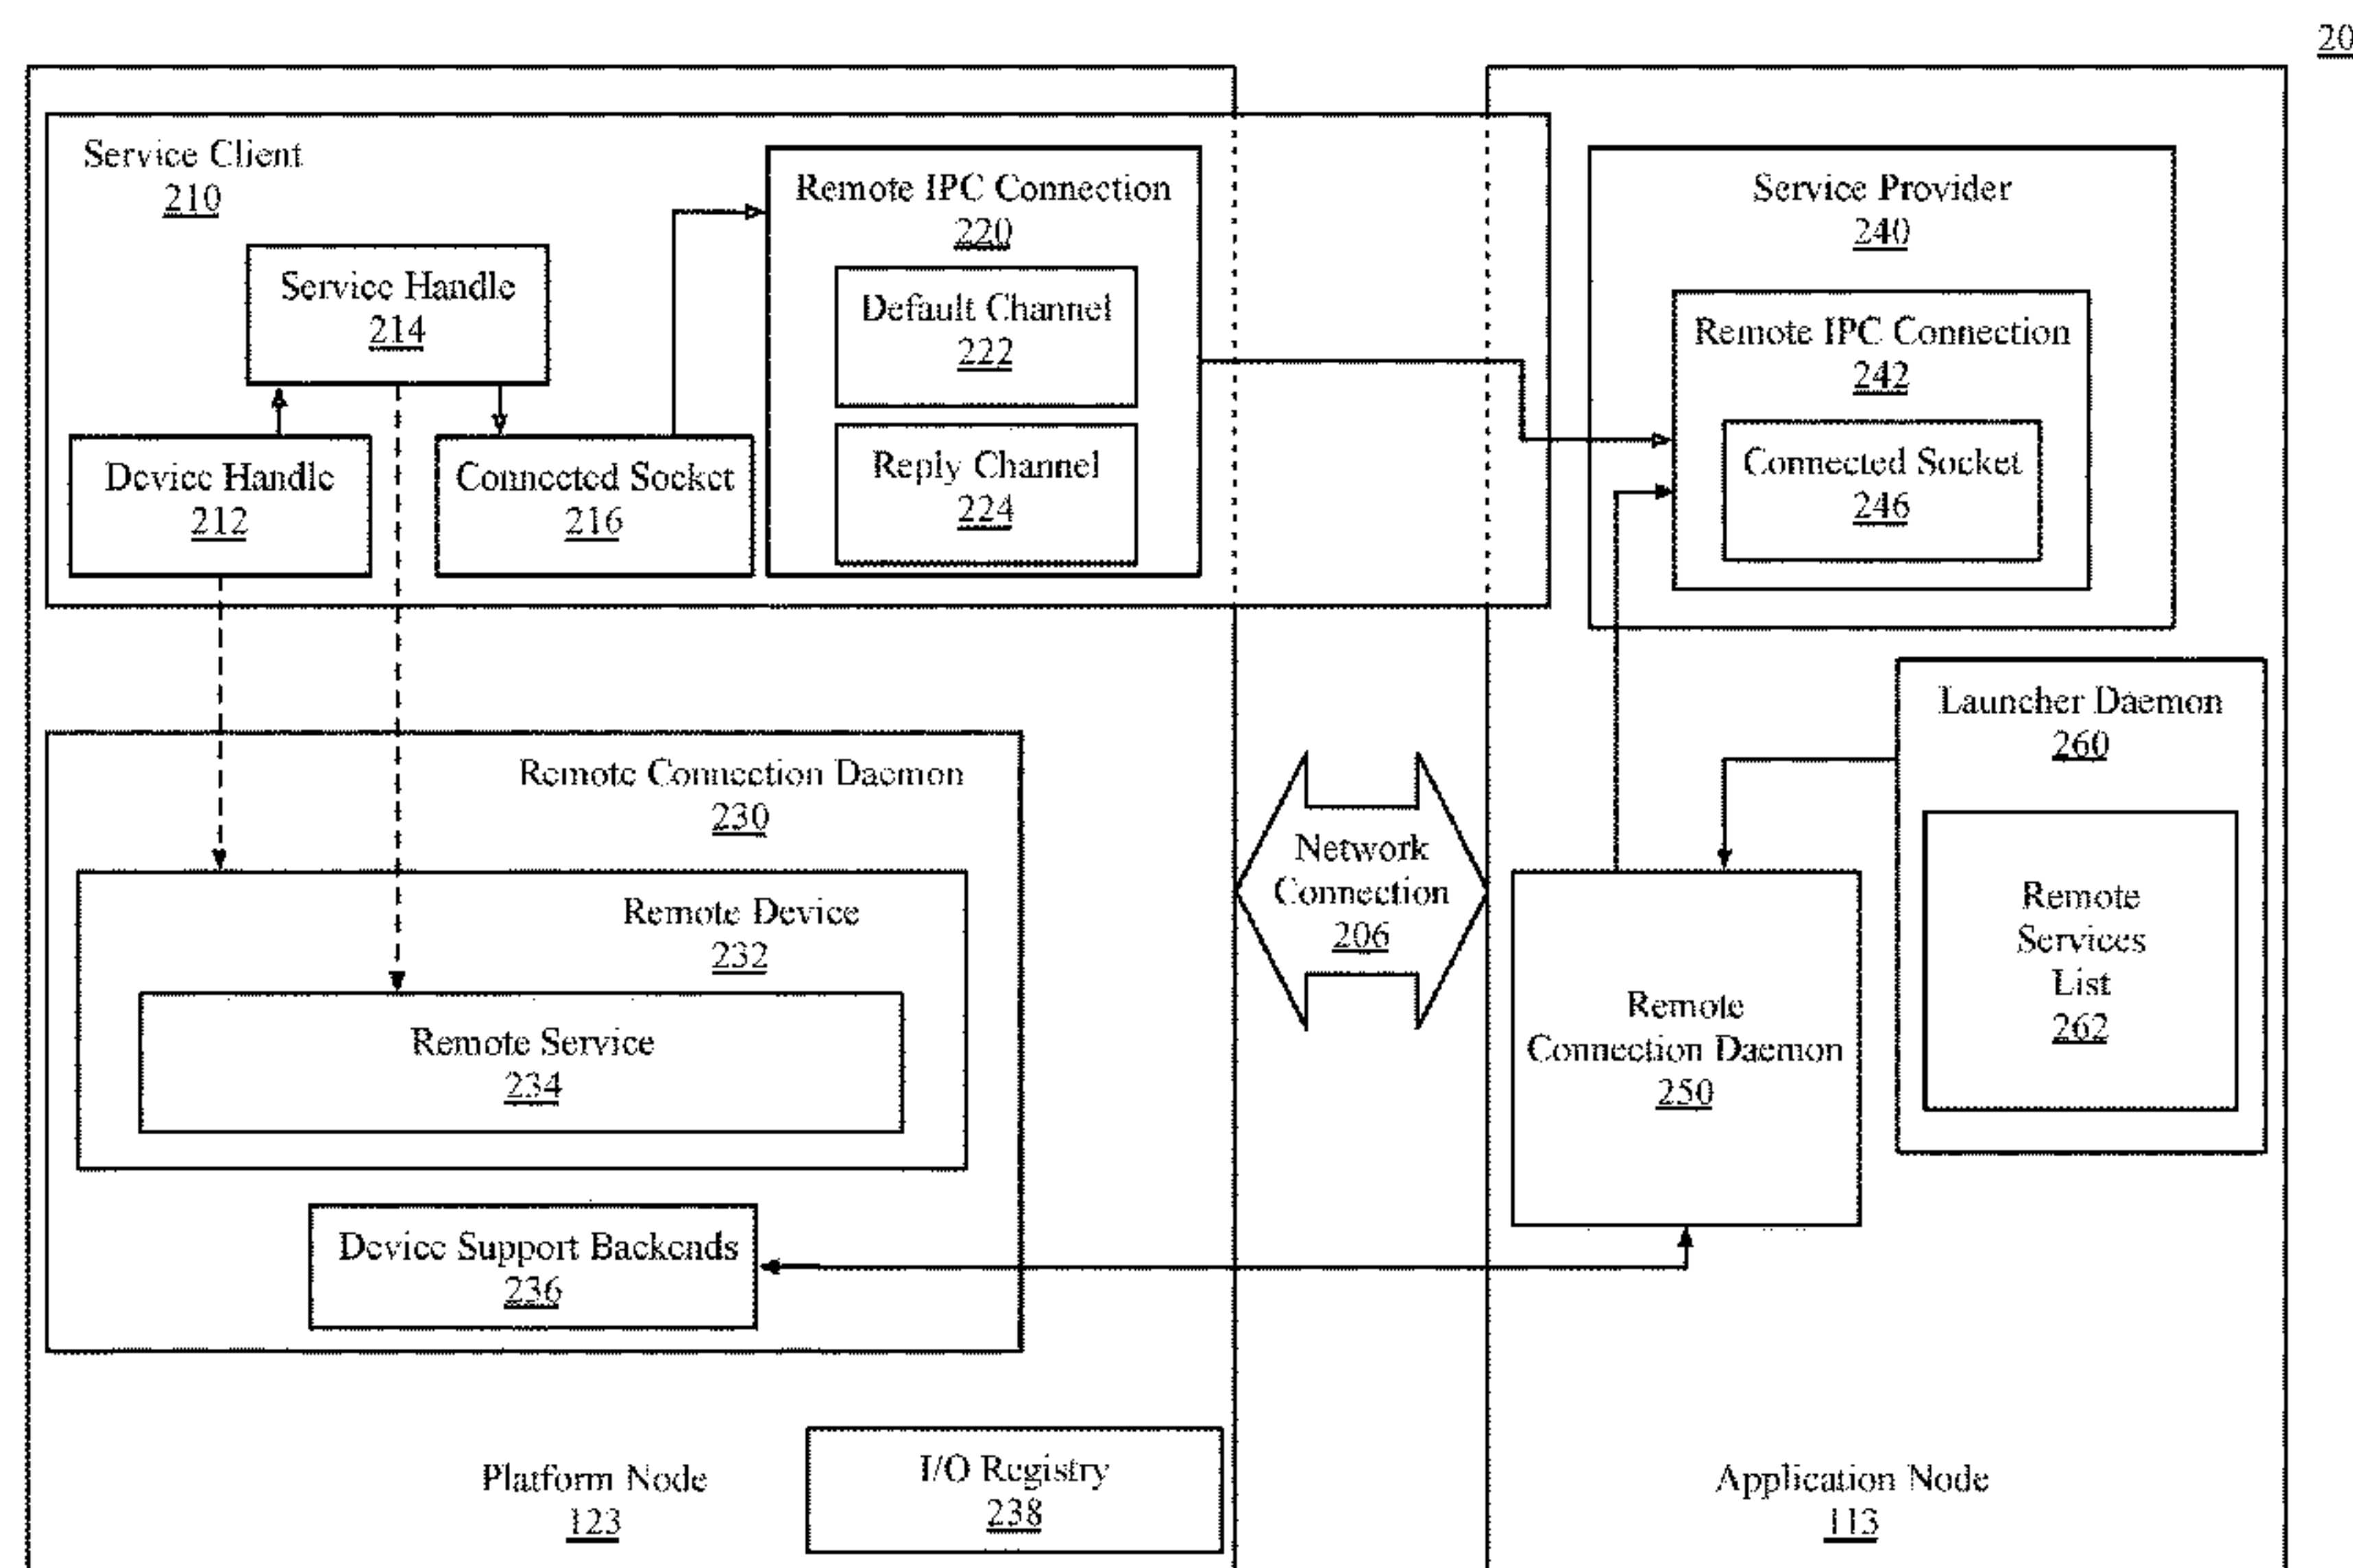 20
Service Client
210
Service Handle
214
Device Handle
212
Connected Socket
216
Remote IPC Connection
220
Default Channel
222
Reply Channel
224
Service Provider
240
Remote IPC Connection
242
Connected Socket
246
Remote Connection Daemon
230
Remote Device
232
Remote Service
234
Device Support Backends
236
Network
Connection
206
Launcher Daemon
260
Remote
Services
List
262
Remote
Connection Daemon
250
Platform Node
123
I/O Registry
238
Application Node
113